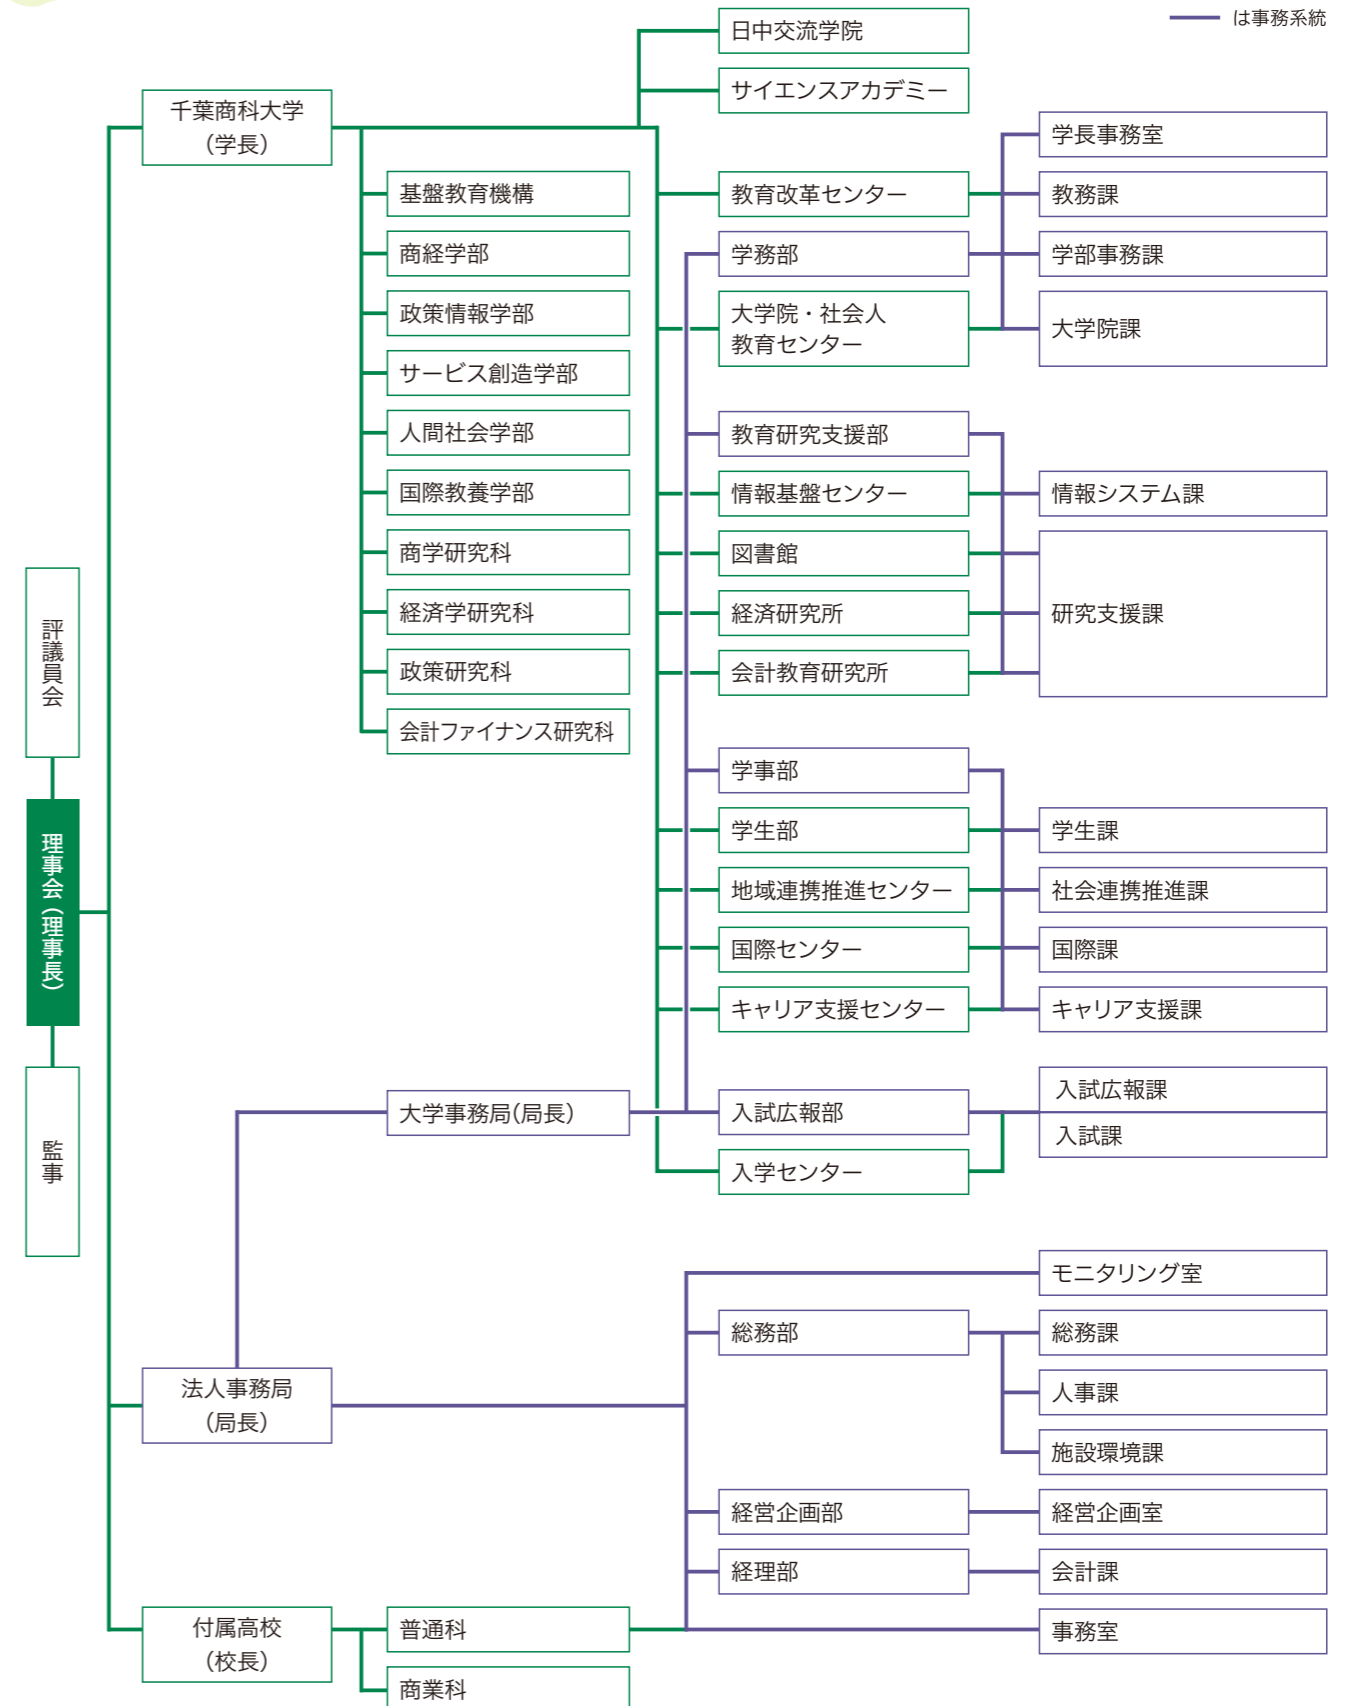 は事務系統
日中交流学院
サイエンスアカデミー
千葉商科大学
（学長）
学長事務室
基盤教育機構
教育改革センター
教務課
商経学部
学務部
学部事務課
政策情報学部
大学院・社会人
教育センター
大学院課
サービス創造学部
人間社会学部
教育研究支援部
国際教養学部
情報基盤センター
情報システム課
商学研究科
図書館
経済学研究科
経済研究所
研究支援課
政策研究科
会計教育研究所
会計ファイナンス研究科
評議員会
理事会（理事長）
監事
学事部
学生部
学生課
地域連携推進センター
社会連携推進課
国際センター
国際課
キャリア支援センター
キャリア支援課
大学事務局（局長）
入試広報部
入試広報課
入試課
入学センター
モニタリング室
総務部
総務課
法人事務局
（局長）
人事課
施設環境課
経営企画部
経営企画室
経理部
会計課
付属高校
（校長）
普通科
事務室
商業科